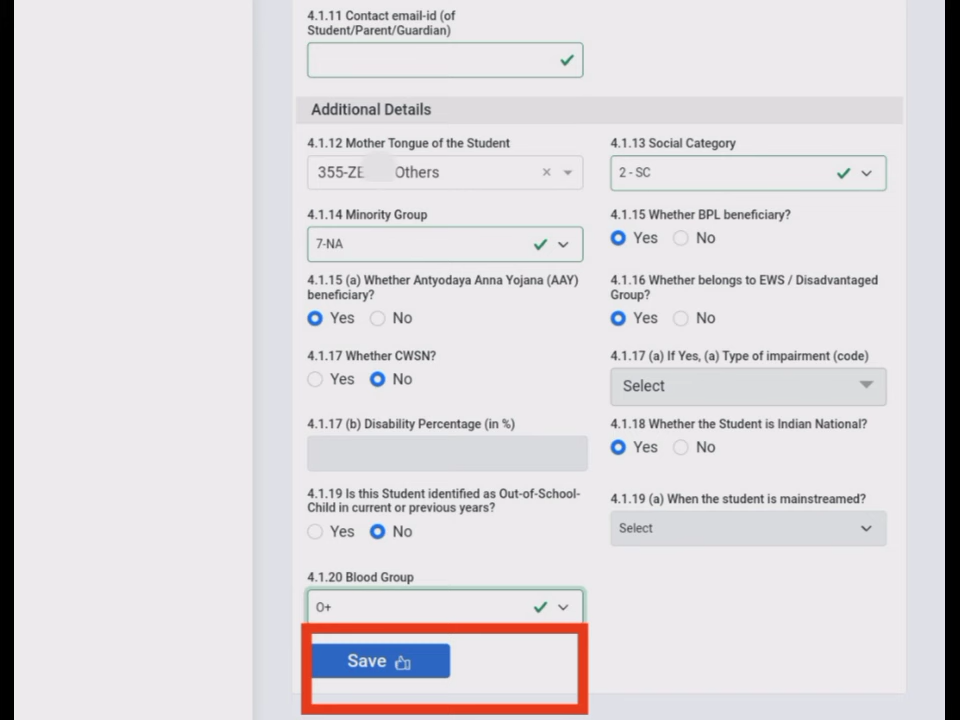 4.1.11 Contact email-id (of
Student/Parent/Guardian)
Additional Details
4.1.12 Mother Tongue of the Student
4.1.13 Social Category
355-ZE Others
2 - SC
4.1.14 Minority Group
4.1.15 Whether BPL beneficiary?
7-NA
Yes No
4.1.15 (a) Whether Antyodaya Anna Yojana (AAY)
beneficiary?
4.1.16 Whether belongs to EWS / Disadvantaged
Group?
Yes No
Yes No
4.1.17 Whether CWSN?
4.1.17 (a) If Yes, (a) Type of impairment (code)
Yes No
Select
4.1.17 (b) Disability Percentage (in %)
4.1.18 Whether the Student is Indian National?
Yes No
4.1.19 Is this Student identified as Out-of-School-
Child in current or previous years?
4.1.19 (a) When the student is mainstreamed?
Yes No
Select
4.1.20 Blood Group
O+
Save